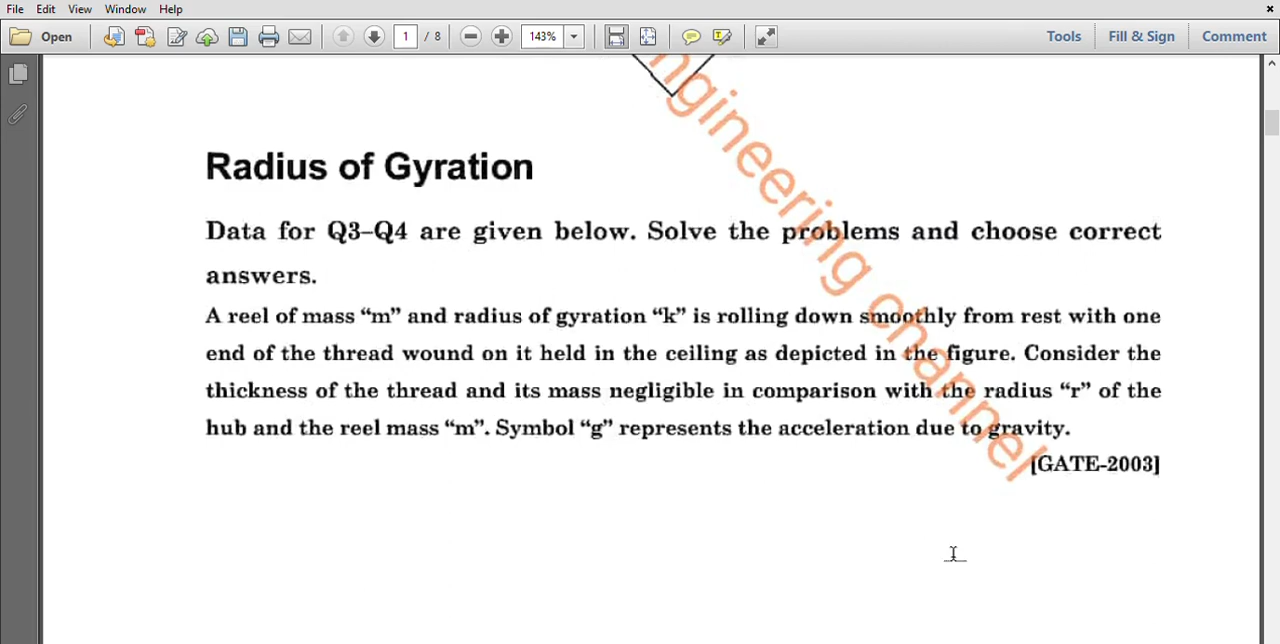 File Edit View Window Help
Open 1 / 8 143% Tools Fill & Sign Comment
ngineering channel
Radius of Gyration
Data for Q3–Q4 are given below. Solve the problems and choose correct
answers.
A reel of mass “m” and radius of gyration “k” is rolling down smoothly from rest with one
end of the thread wound on it held in the ceiling as depicted in the figure. Consider the
thickness of the thread and its mass negligible in comparison with the radius “r” of the
hub and the reel mass “m”. Symbol “g” represents the acceleration due to gravity.
[GATE-2003]